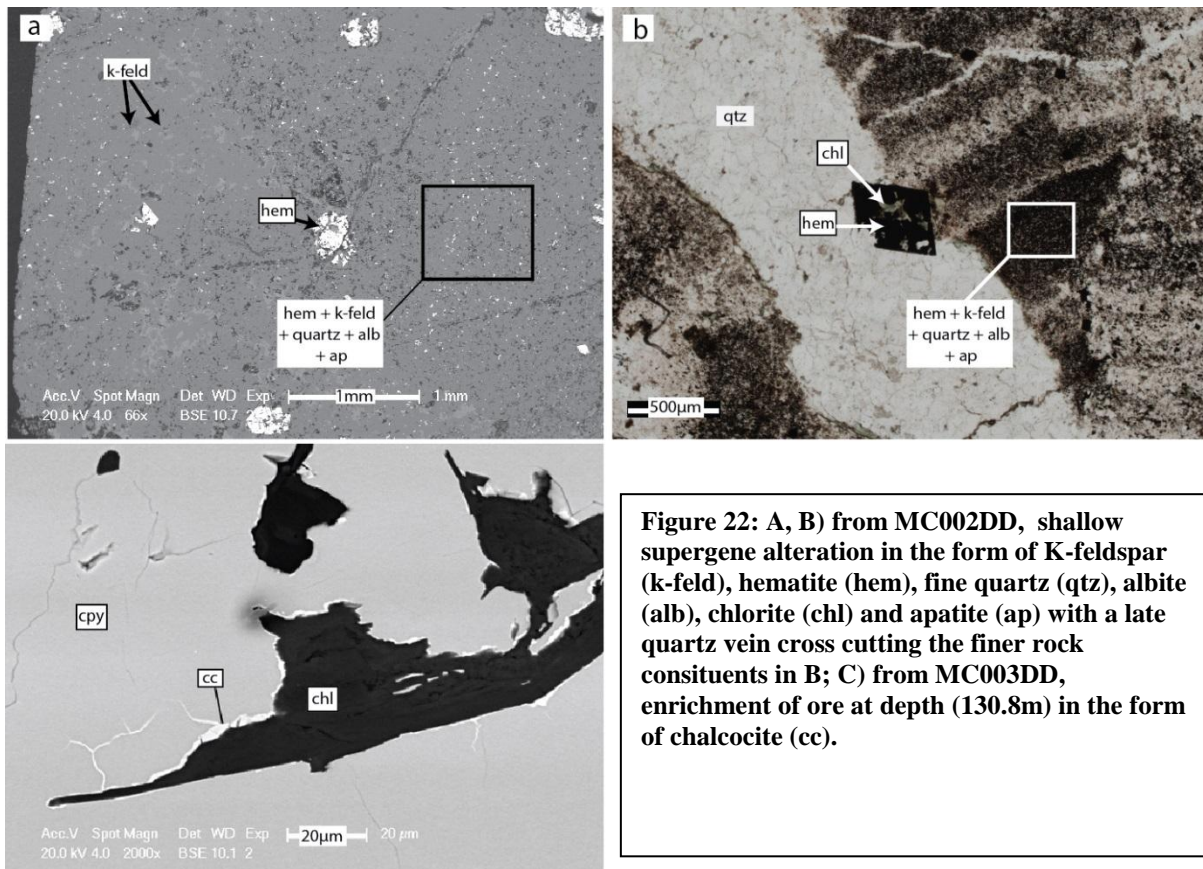 a
k-feld
hem
hem + k-feld
+ quartz + alb
+ ap
Acc.V Spot Magn Det WD Exp
20.0 kV 4.0 66x BSE 10.7 2
1mm 1 mm
b
qtz
chl
hem
hem + k-feld
+ quartz + alb
+ ap
500μm
cpy
cc
chl
Acc.V Spot Magn Det WD Exp
20.0 kV 4.0 2000x BSE 10.1 2
20μm 20 μm
Figure 22: A, B) from MC002DD, shallow
supergene alteration in the form of K-feldspar
(k-feld), hematite (hem), fine quartz (qtz), albite
(alb), chlorite (chl) and apatite (ap) with a late
quartz vein cross cutting the finer rock
consituents in B; C) from MC003DD,
enrichment of ore at depth (130.8m) in the form
of chalcocite (cc).